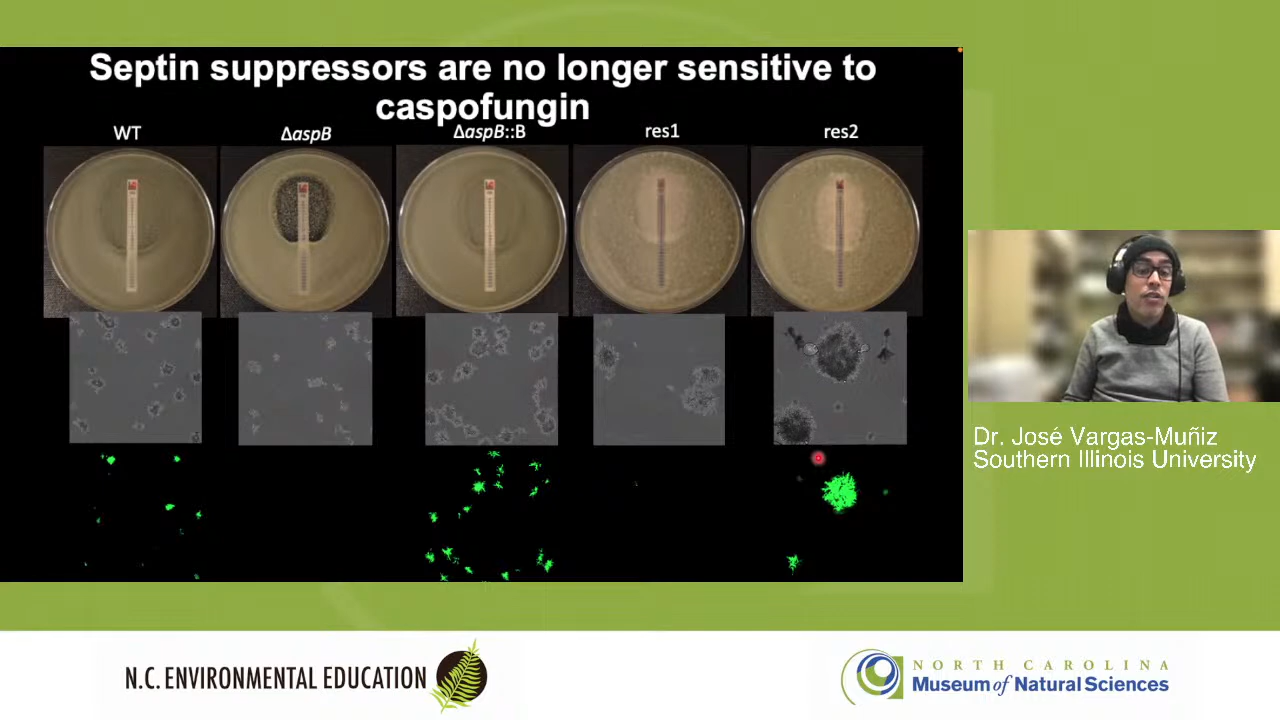 Septin suppressors are no longer sensitive to
caspofungin
WT
ΔaspB
ΔaspB::B
res1
res2
Dr. José Vargas-Muñiz
Southern Illinois University
N.C. ENVIRONMENTAL EDUCATION
NORTH CAROLINA
Museum of Natural Sciences